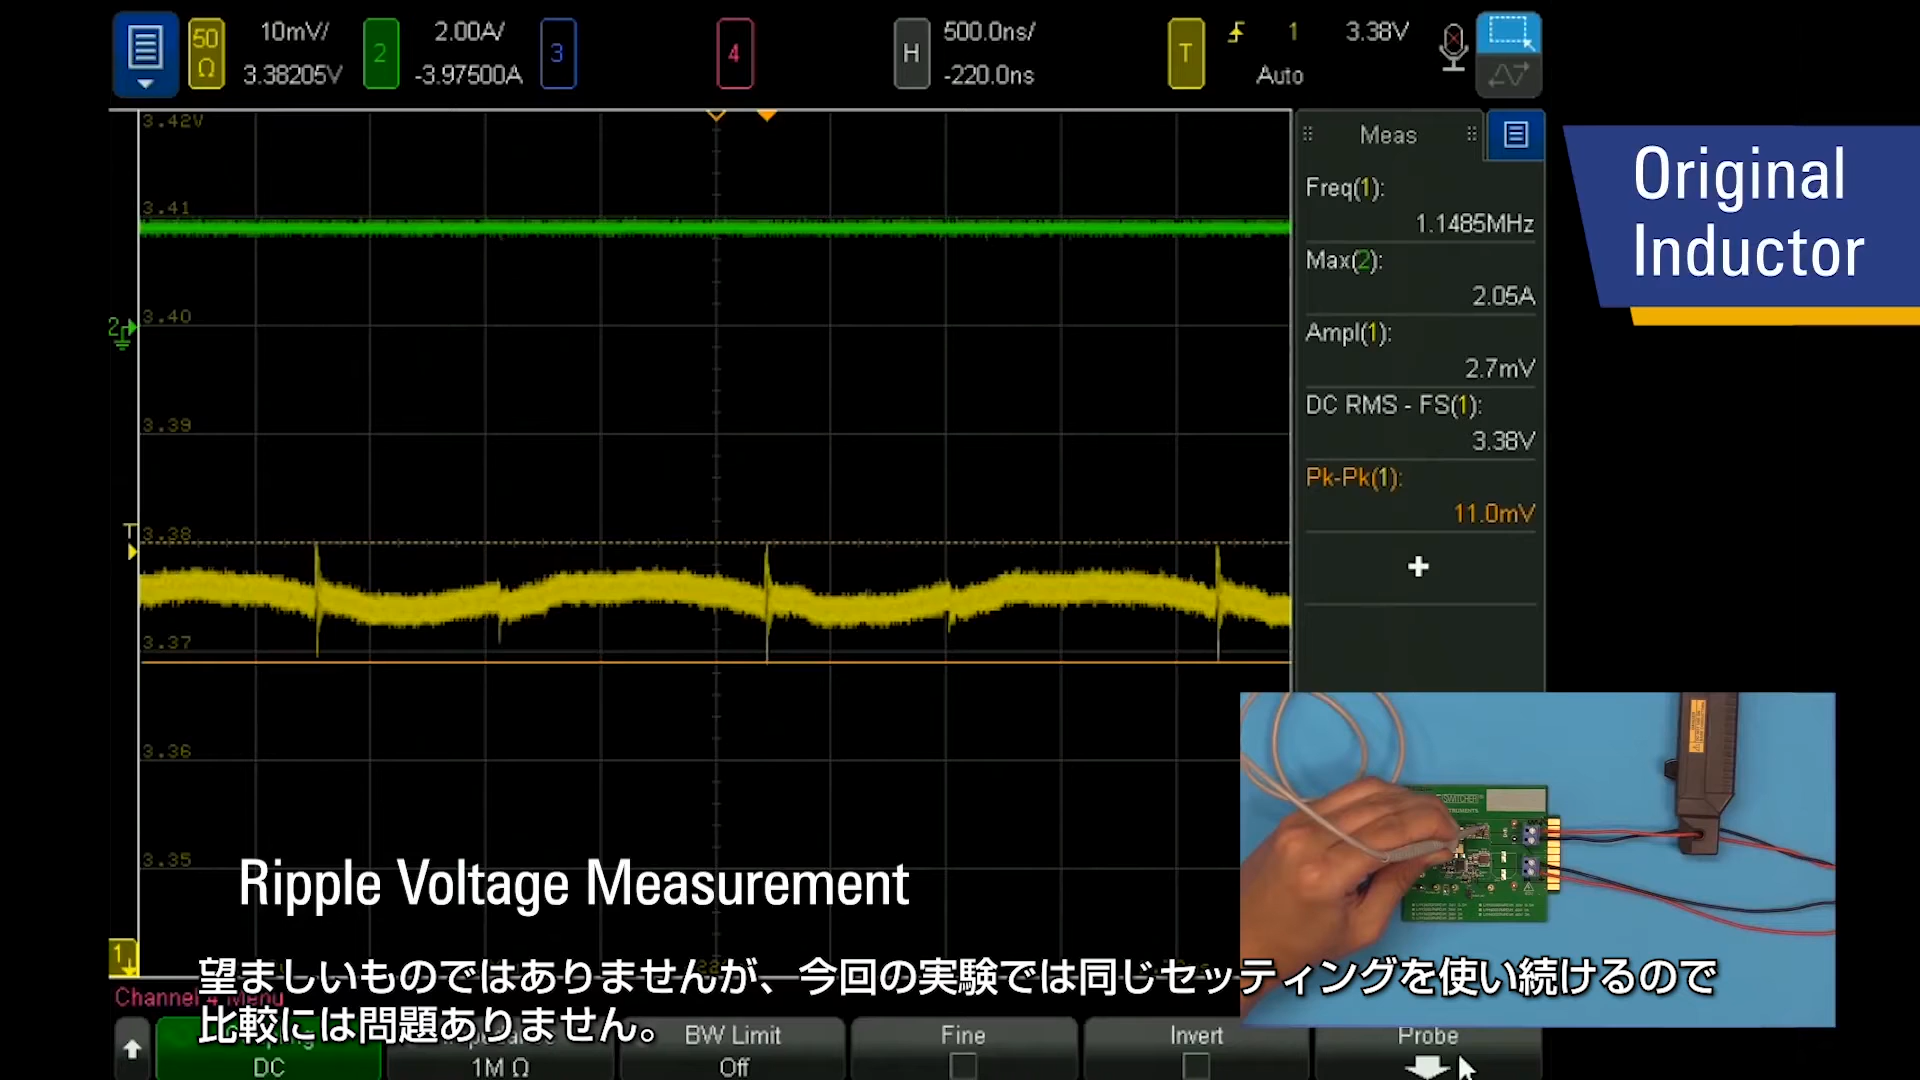 50
Ω
10mV/
3.38205V
2
2.00A/
-3.97500A
3
4
H
500.0ns/
-220.0ns
T
1
Auto
3.38V
3.42V
3.41
3.40
3.39
3.38
3.37
3.36
3.35
2
T
1
Meas
Freq(1):
1.1485MHz
Max(2):
2.05A
Ampl(1):
2.7mV
DC RMS - FS(1):
3.38V
Pk-Pk(1):
11.0mV
+
Original
Inductor
Ripple Voltage Measurement
望ましいものではありませんが、今回の実験では同じセッティングを使い続けるので
比較には問題ありません。
Channel 4 Menu
DC
1M Ω
BW Limit
Off
Fine
Invert
Probe